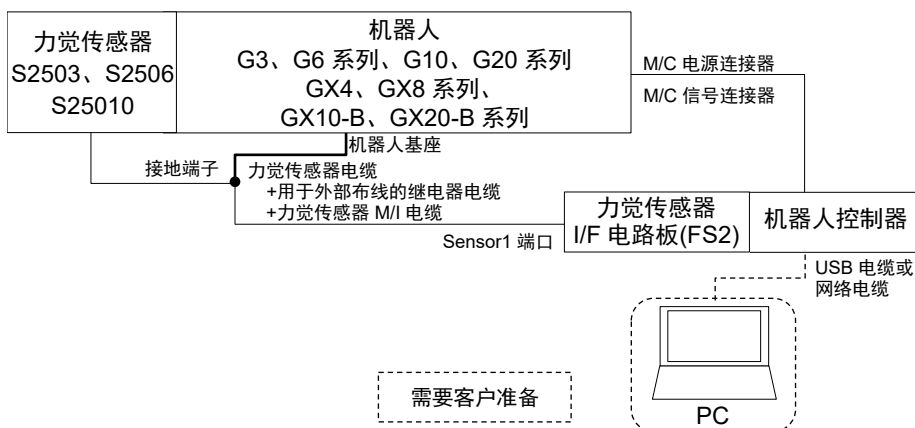 力觉传感器
S2503、S2506
S25010
机器人
G3、G6 系列、G10、G20 系列
GX4、GX8 系列、
GX10-B、GX20-B 系列
M/C 电源连接器
M/C 信号连接器
机器人基座
接地端子
力觉传感器电缆
+用于外部布线的继电器电缆
+力觉传感器 M/I 电缆
Sensor1 端口
力觉传感器
I/F 电路板(FS2)
机器人控制器
USB 电缆或
网络电缆
需要客户准备
PC